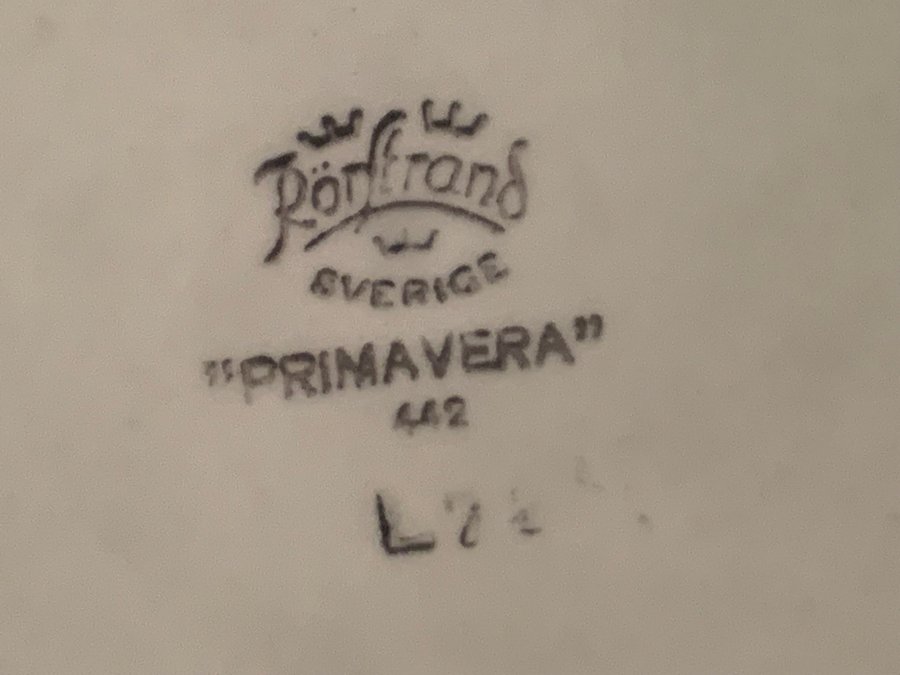 Rörstrand
SVERIGE
"PRIMAVERA"
442
L